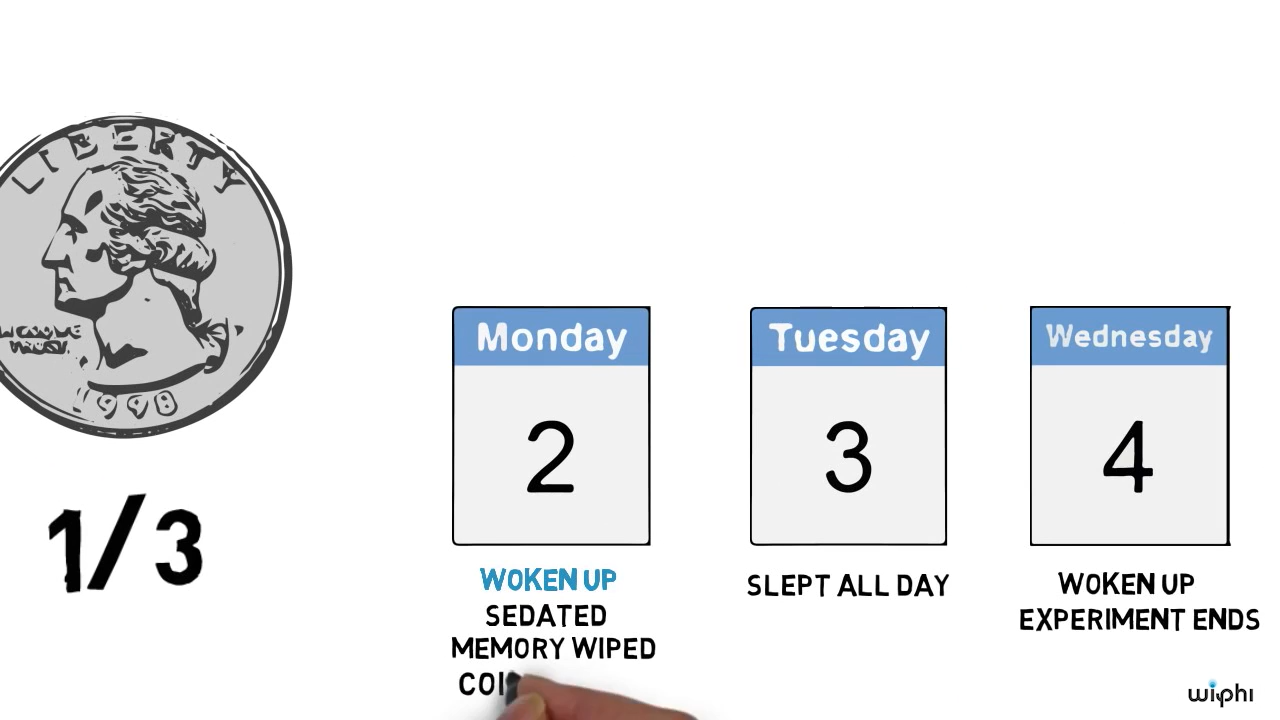 LIBERTY
1998
1/3
Monday
2
WOKEN UP
SEDATED
MEMORY WIPED
COI
Tuesday
3
SLEPT ALL DAY
Wednesday
4
WOKEN UP
EXPERIMENT ENDS
wiphi